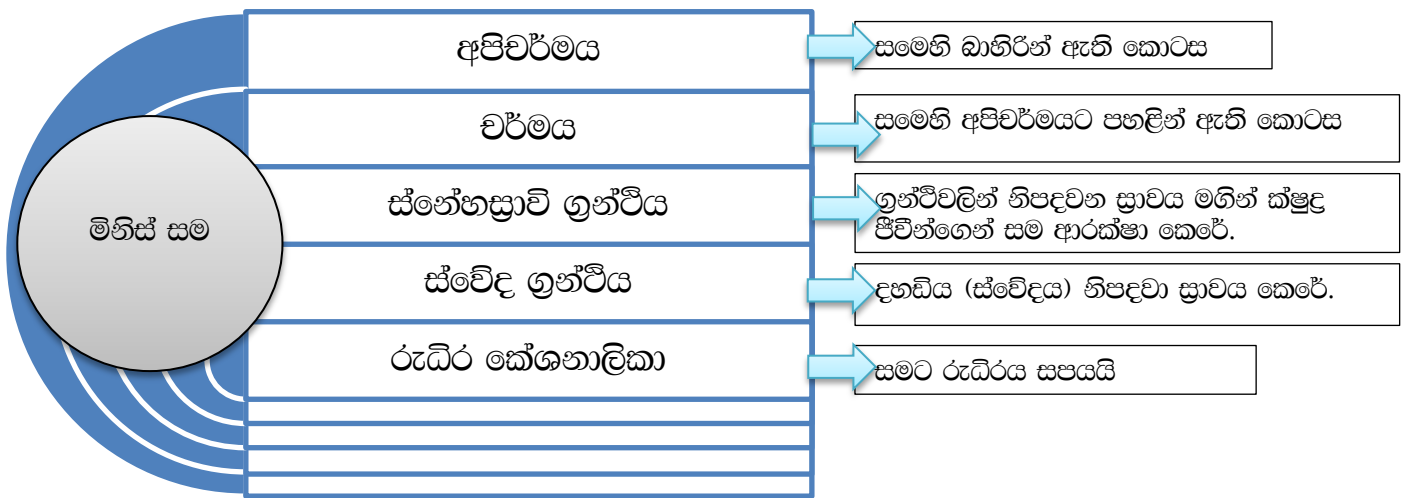 මිනිස් සම
අපිචර්මය
සමෙහි බාහිරින් ඇති කොටස
චර්මය
සමෙහි අපිචර්මයට පහළින් ඇති කොටස
ස්නේහස්‍රාවි ග්‍රන්ථිය
ග්‍රන්ථිවලින් නිපදවන ස්‍රාවය මගින් ක්ෂුද්‍ර
ජීවීන්ගෙන් සම ආරක්ෂා කෙරේ.
ස්වේද ග්‍රන්ථිය
දහඩිය (ස්වේදය) නිපදවා ස්‍රාවය කෙරේ.
රුධිර කේශනාලිකා
සමට රුධිරය සපයයි